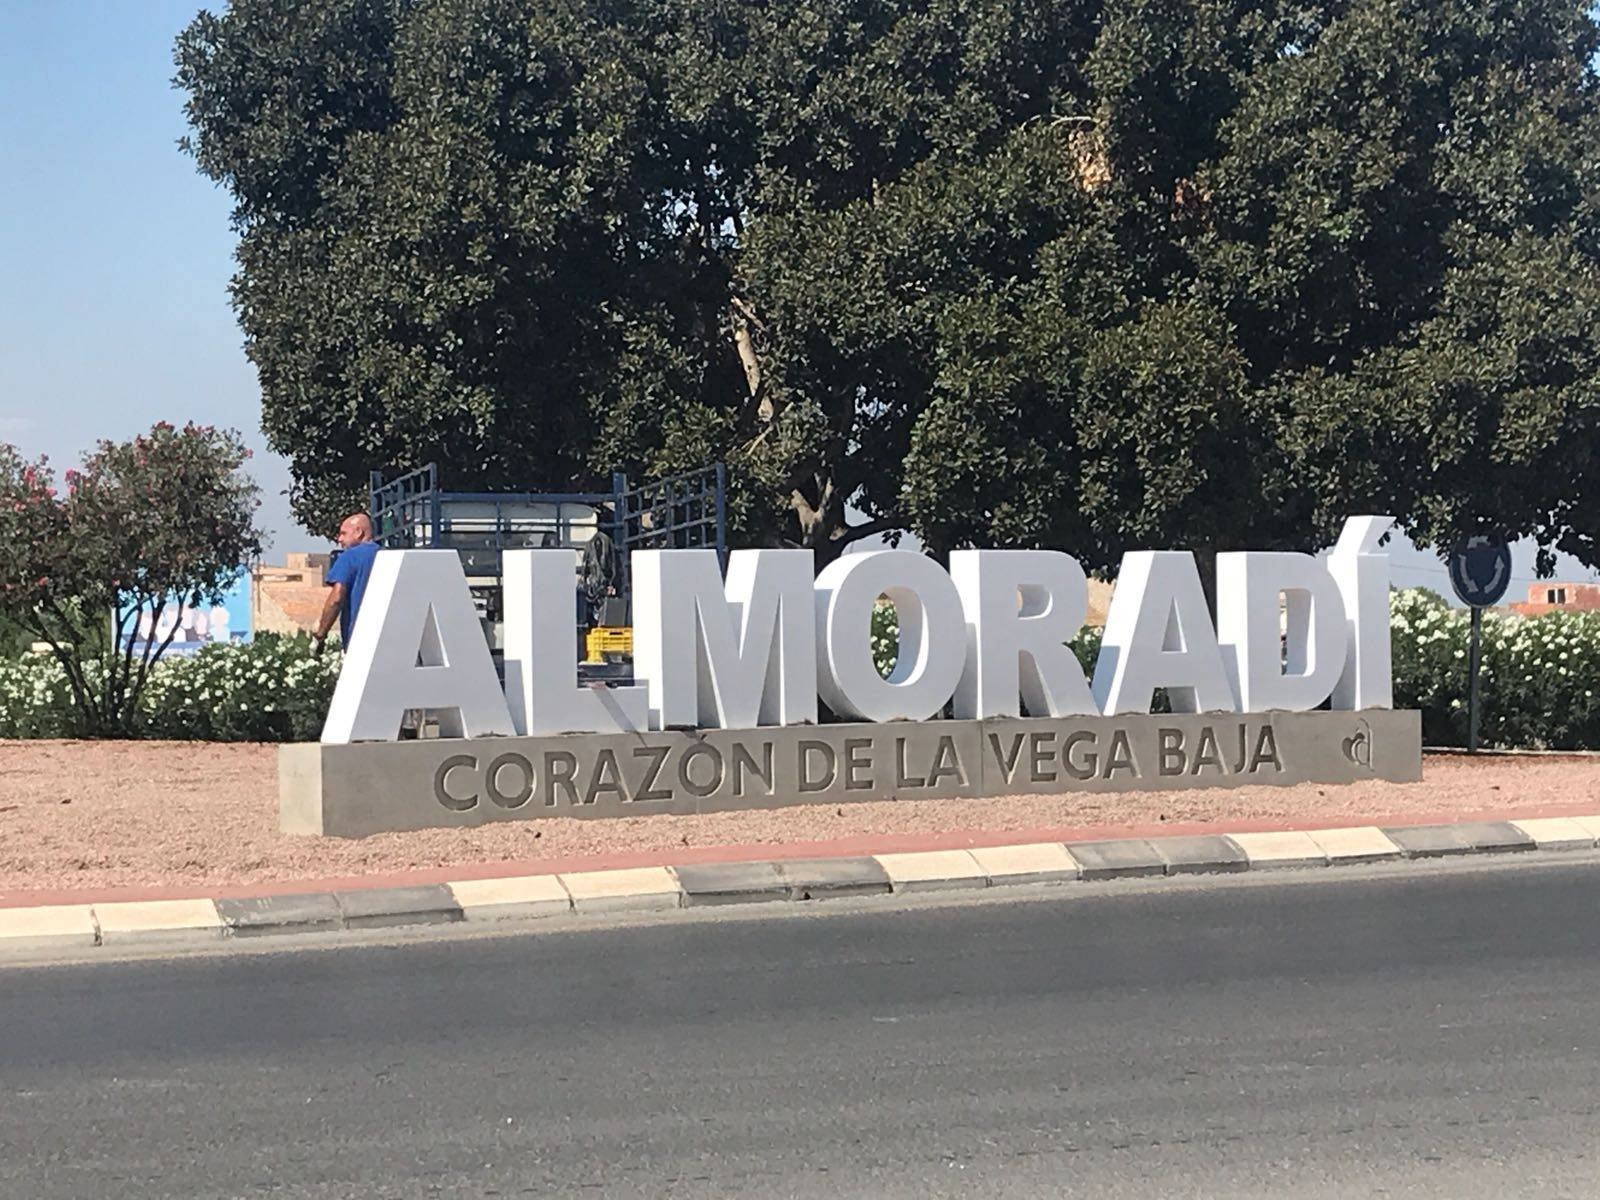 ALMORADÍ
CORAZÓN DE LA VEGA BAJA